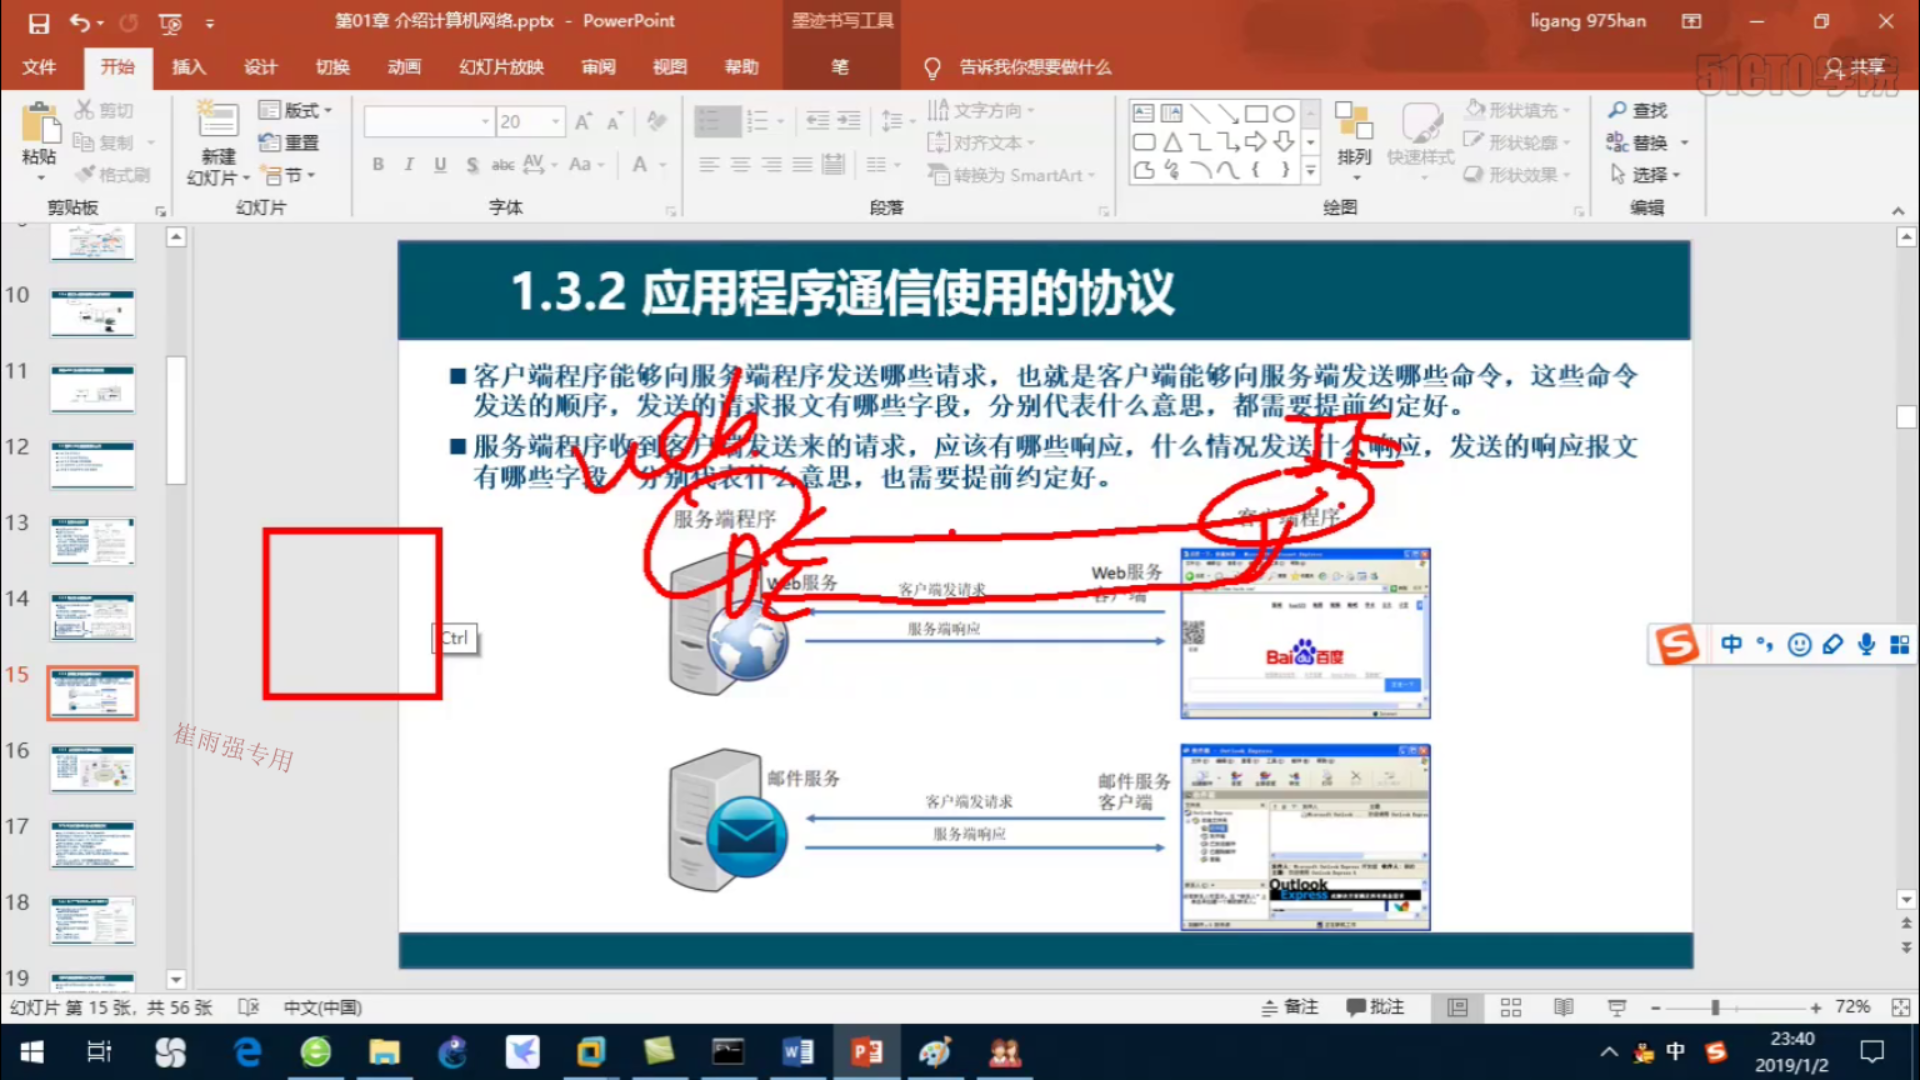 第01章 介绍计算机网络.pptx - PowerPoint
墨迹书写工具
ligang 975han
文件 开始 插入 设计 切换 动画 幻灯片放映 审阅 视图 帮助 笔 告诉我你想要做什么 共享
51CTO学院
粘贴 剪切 复制 格式刷 剪贴板
新建幻灯片 版式 重置 节 幻灯片
20
B I U S abc AV Aa A 字体
文字方向 对齐文本 转换为 SmartArt 段落
排列 快速样式 形状填充 形状轮廓 形状效果 绘图
查找 替换 选择 编辑
10
11
12
13
14
15
16
17
18
19
1.3.2 应用程序通信使用的协议
客户端程序能够向服务端程序发送哪些请求，也就是客户端能够向服务端发送哪些命令，这些命令
发送的顺序，发送的请求报文有哪些字段，分别代表什么意思，都需要提前约定好。
服务端程序收到客户端发送来的请求，应该有哪些响应，什么情况发送什么响应，发送的响应报文
有哪些字段，分别代表什么意思，也需要提前约定好。
web
IE
服务端程序 客户端程序
Web服务
客户端发请求
服务端响应
Web服务
客户端
Bai du 百度
Ctrl
中
崔雨强专用
邮件服务
客户端发请求
服务端响应
邮件服务
客户端
Outlook
Express
幻灯片 第 15 张，共 56 张 中文(中国)
备注 批注 72%
中
23:40
2019/1/2